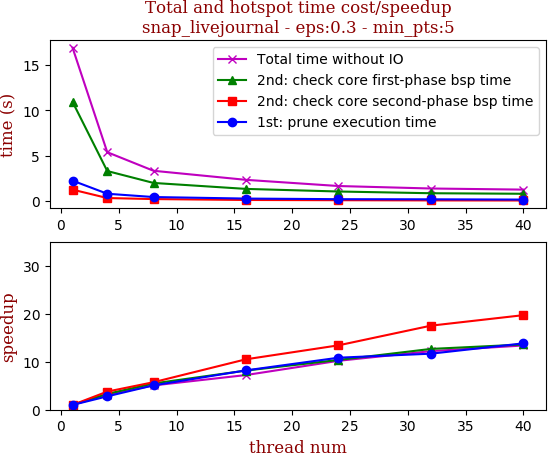 Total and hotspot time cost/speedup
snap_livejournal - eps:0.3 - min_pts:5
time (s)
15
10
5
0
Total time without IO
2nd: check core first-phase bsp time
2nd: check core second-phase bsp time
1st: prune execution time
0 5 10 15 20 25 30 35 40
speedup
30
20
10
0
0 5 10 15 20 25 30 35 40
thread num